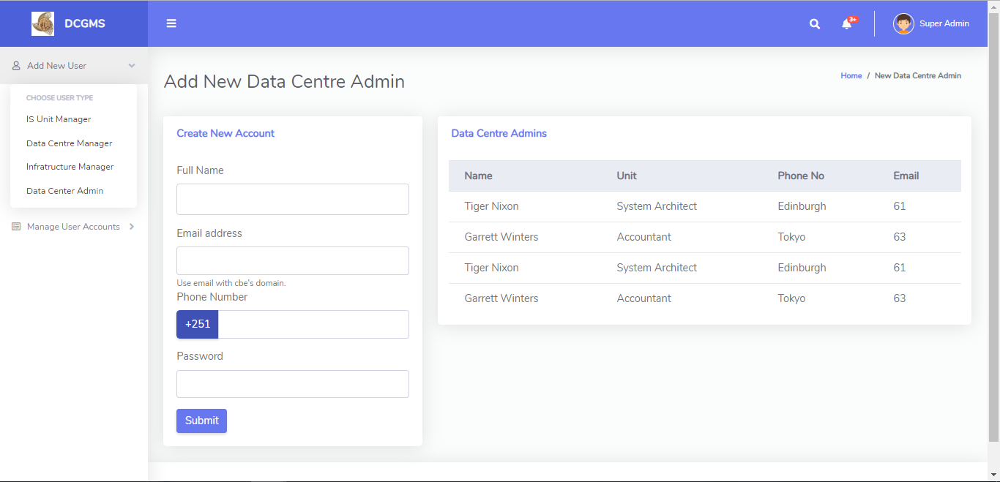 DCGMS
3+
Super Admin
Add New User
CHOOSE USER TYPE
IS Unit Manager
Data Centre Manager
Infratructure Manager
Data Center Admin
Manage User Accounts
Add New Data Centre Admin
Home / New Data Centre Admin
Create New Account
Full Name
Email address
Use email with cbe's domain.
Phone Number
+251
Password
Submit
Data Centre Admins
Name Unit Phone No Email
Tiger Nixon System Architect Edinburgh 61
Garrett Winters Accountant Tokyo 63
Tiger Nixon System Architect Edinburgh 61
Garrett Winters Accountant Tokyo 63